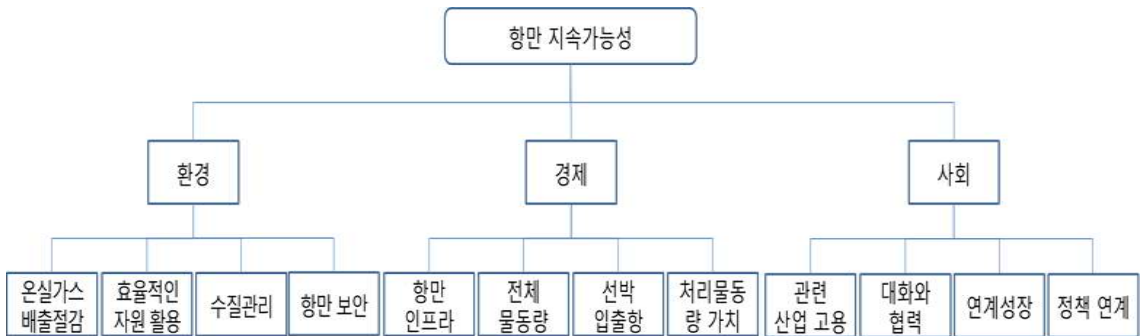 항만 지속가능성
환경
경제
사회
온실가스
배출절감
효율적인
자원 활용
수질관리
항만 보안
항만
인프라
전체
물동량
선박
입출항
처리물동
량 가치
관련
산업 고용
대화와
협력
연계성장
정책 연계